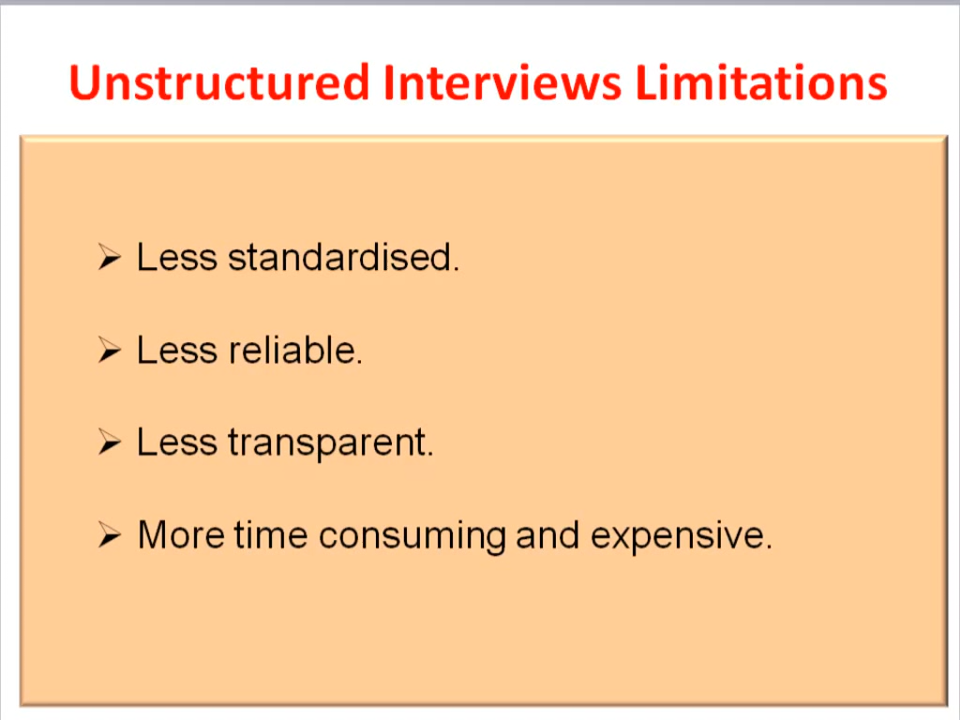 Unstructured Interviews Limitations
➢ Less standardised.
➢ Less reliable.
➢ Less transparent.
➢ More time consuming and expensive.